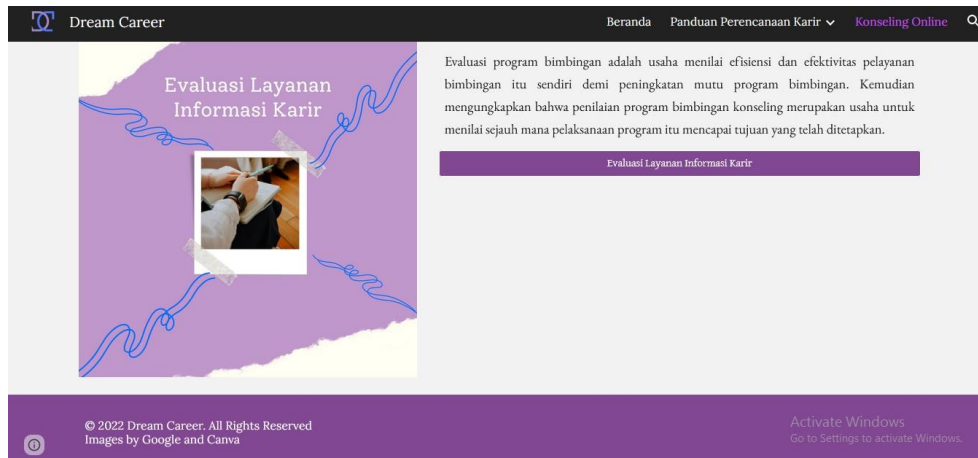 Dream Career
Beranda Panduan Perencanaan Karir Konseling Online
Evaluasi Layanan
Informasi Karir
Evaluasi program bimbingan adalah usaha menilai efisiensi dan efektivitas pelayanan
bimbingan itu sendiri demi peningkatan mutu program bimbingan. Kemudian
mengungkapkan bahwa penilaian program bimbingan konseling merupakan usaha untuk
menilai sejauh mana pelaksanaan program itu mencapai tujuan yang telah ditetapkan.
Evaluasi Layanan Informasi Karir
© 2022 Dream Career. All Rights Reserved
Images by Google and Canva
Activate Windows
Go to Settings to activate Windows.